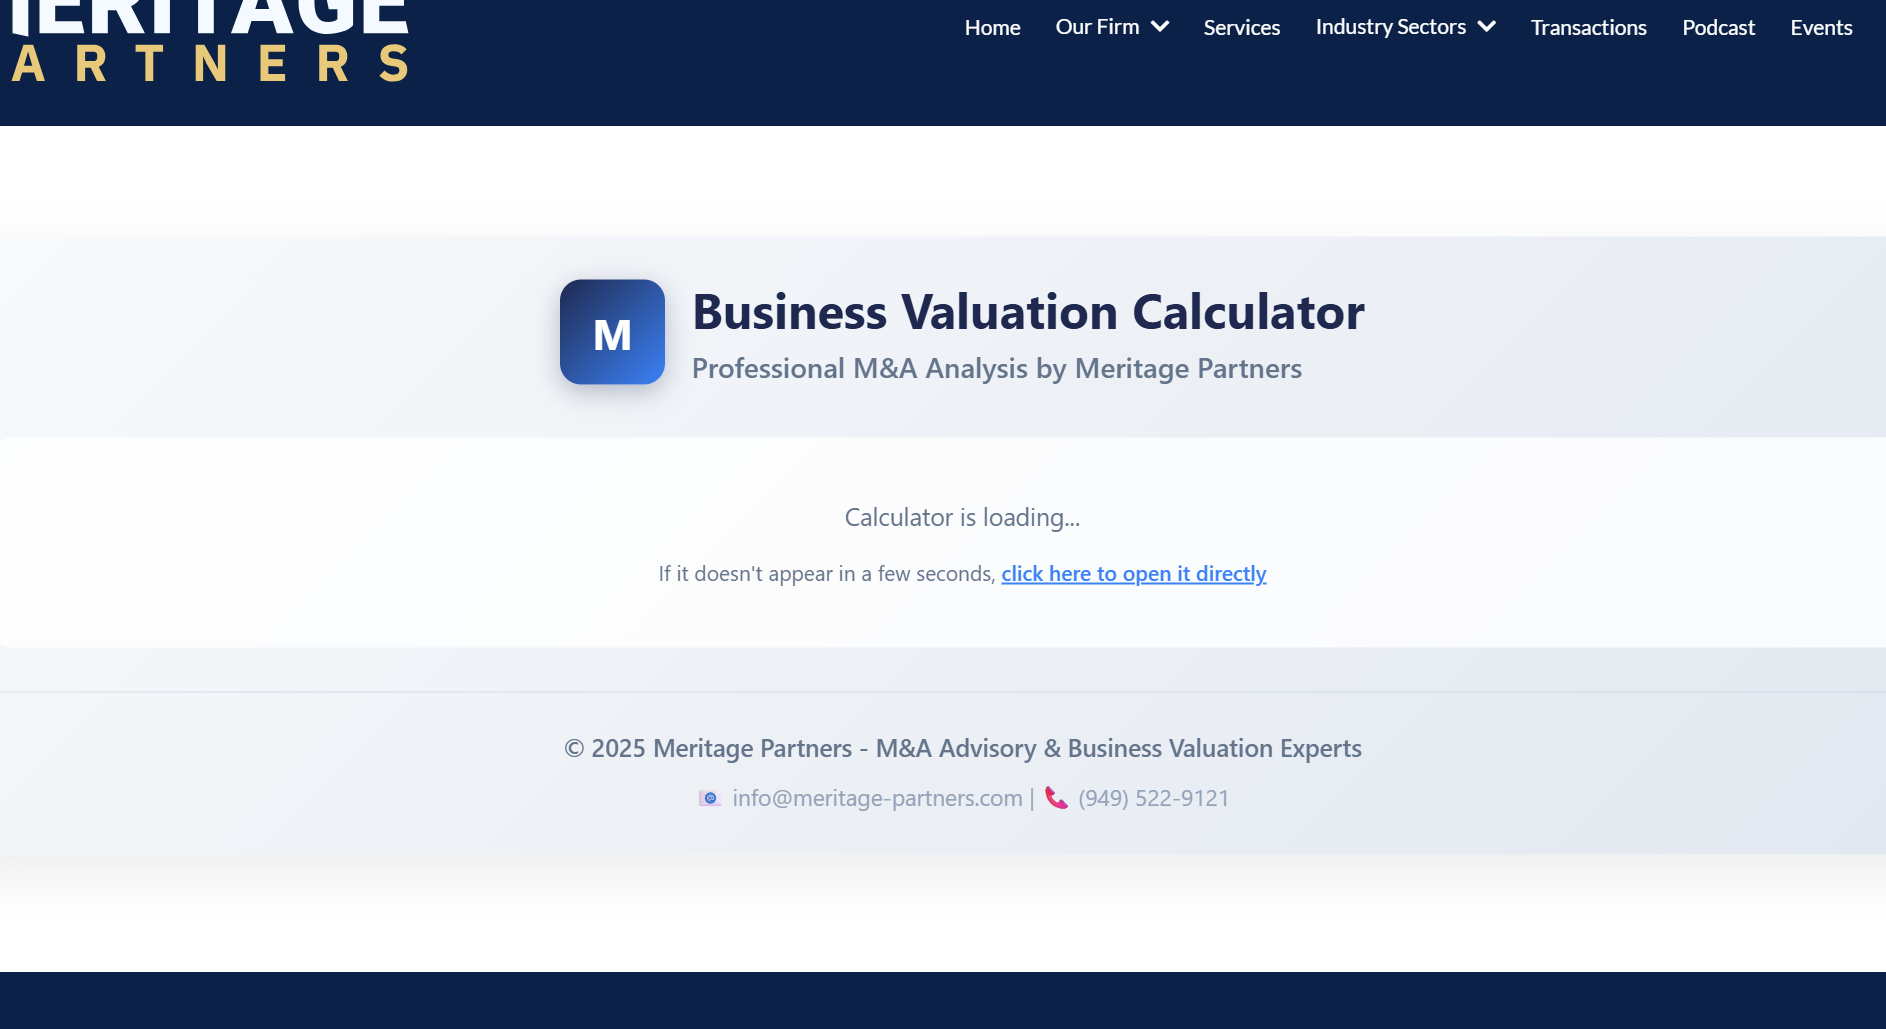 ERITAGE
ARTNERS
Home Our Firm Services Industry Sectors Transactions Podcast Events
M
Business Valuation Calculator
Professional M&A Analysis by Meritage Partners
Calculator is loading...
If it doesn't appear in a few seconds, click here to open it directly
© 2025 Meritage Partners - M&A Advisory & Business Valuation Experts
info@meritage-partners.com | (949) 522-9121